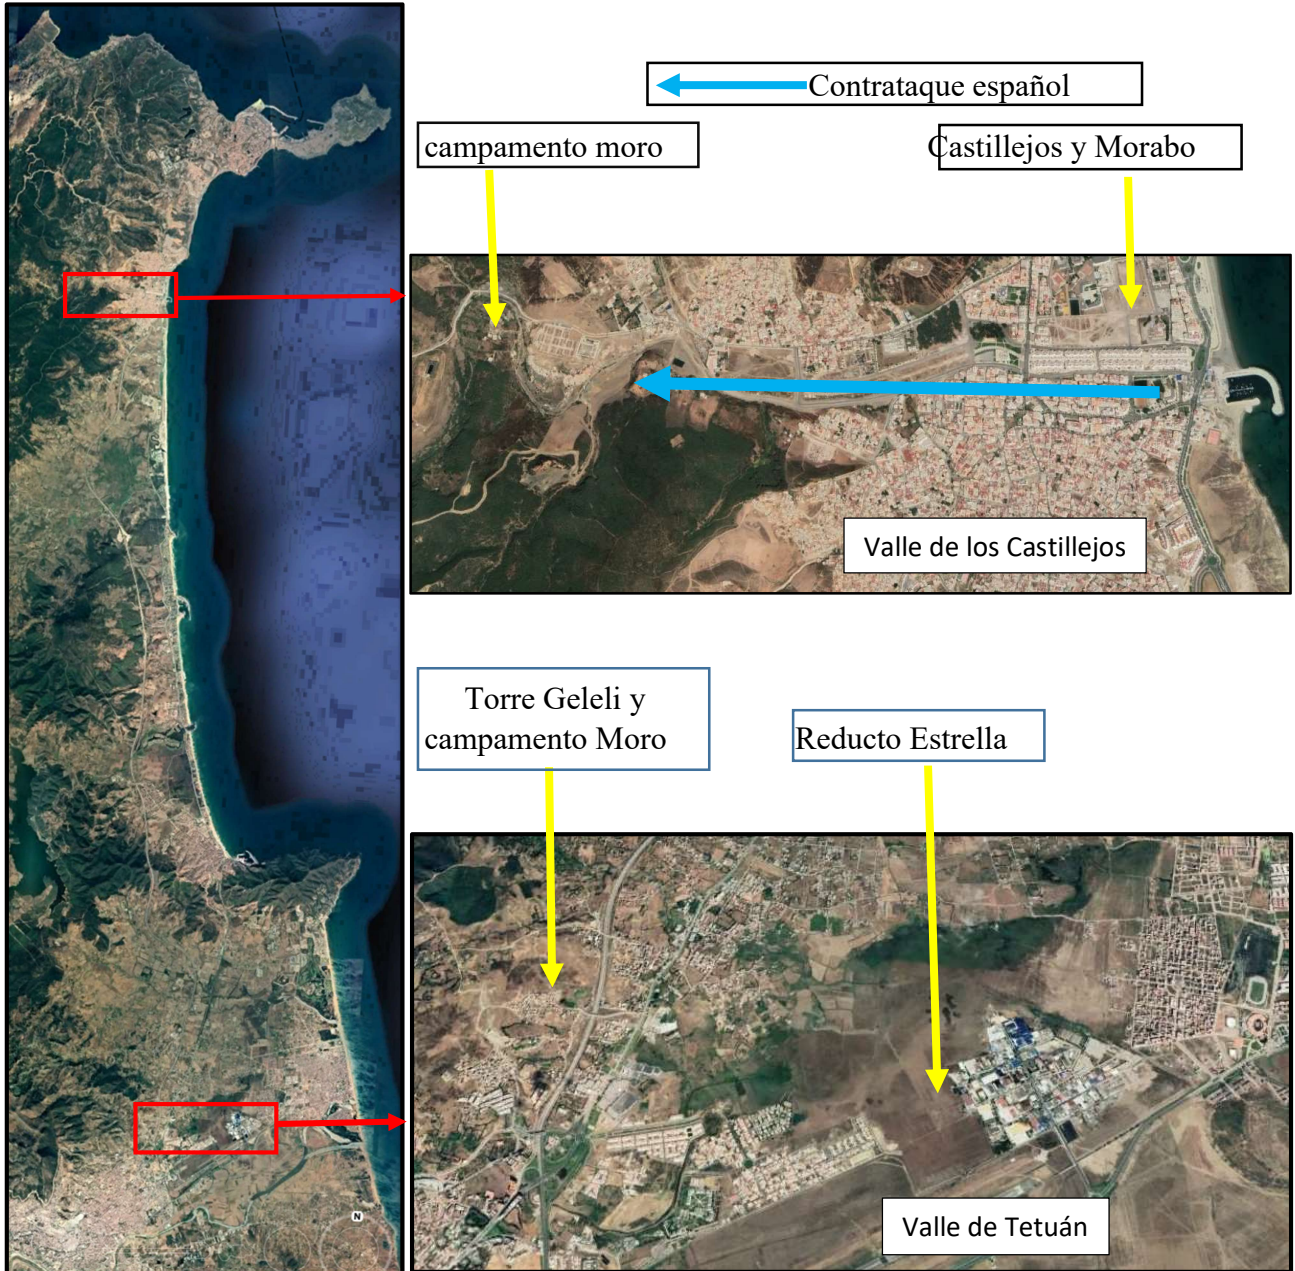 Contrataque español
campamento moro
Castillejos y Morabo
Valle de los Castillejos
Torre Geleli y
campamento Moro
Reducto Estrella
Valle de Tetuán
N